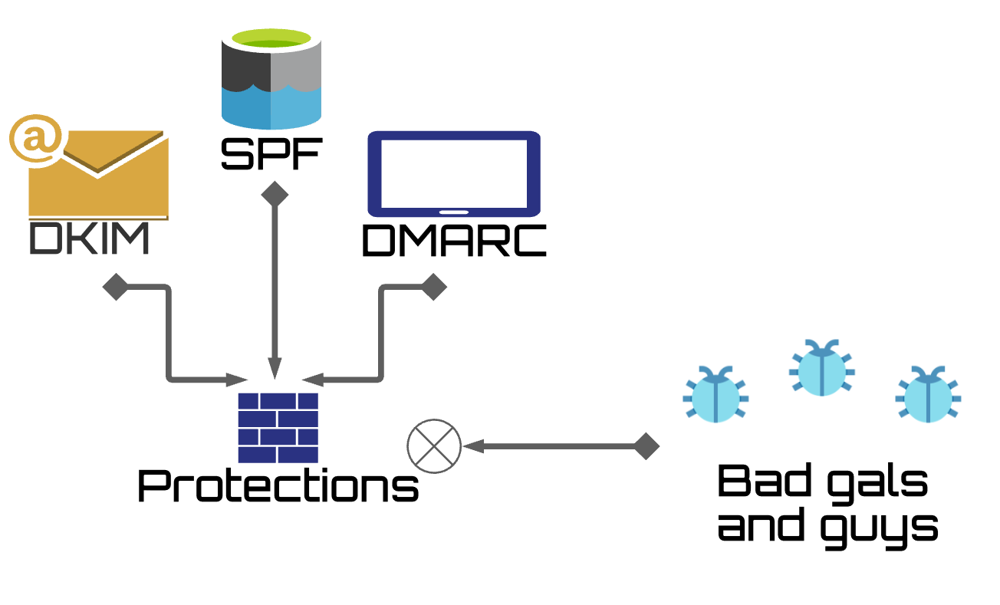 SPF
DKIM
DMARC
Protections
Bad gals
and guys